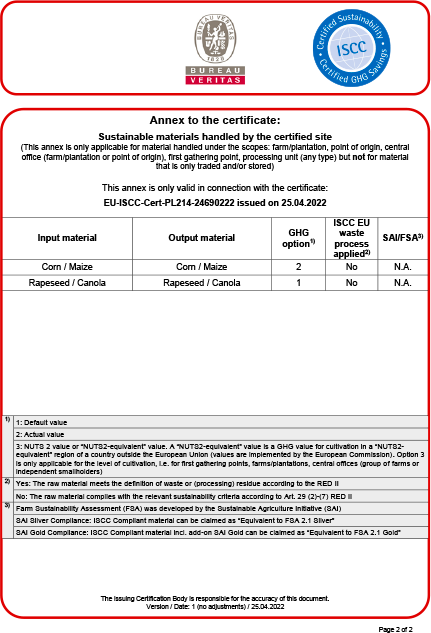 BUREAU
VERITAS
1828
Certified Sustainability
ISCC
Certified GHG Savings
Annex to the certificate:
Sustainable materials handled by the certified site
(This annex is only applicable for material handled under the scopes: farm/plantation, point of origin, central
office (farm/plantation or point of origin), first gathering point, processing unit (any type) but not for material
that is only traded and/or stored)
This annex is only valid in connection with the certificate:
EU-ISCC-Cert-PL214-24690222 issued on 25.04.2022
Input material Output material GHG option1) ISCC EU waste process applied2) SAI/FSA3)
Corn / Maize Corn / Maize 2 No N.A.
Rapeseed / Canola Rapeseed / Canola 1 No N.A.
1) 1: Default value
2: Actual value
3: NUTS 2 value or "NUTS2-equivalent" value. A "NUTS2-equivalent" value is a GHG value for cultivation in a "NUTS2-
equivalent" region of a country outside the European Union (values are implemented by the European Commission). Option 3
is only applicable for the level of cultivation, i.e. for first gathering points, farms/plantations, central offices (group of farms or
independent smallholders)
2) Yes: The raw material meets the definition of waste or (processing) residue according to the RED II
No: The raw material complies with the relevant sustainability criteria according to Art. 29 (2)-(7) RED II
3) Farm Sustainability Assessment (FSA) was developed by the Sustainable Agriculture Initiative (SAI)
SAI Silver Compliance: ISCC Compliant material can be claimed as "Equivalent to FSA 2.1 Silver"
SAI Gold Compliance: ISCC Compliant material incl. add-on SAI Gold can be claimed as "Equivalent to FSA 2.1 Gold"
The Issuing Certification Body is responsible for the accuracy of this document.
Version / Date: 1 (no adjustments) / 25.04.2022
Page 2 of 2